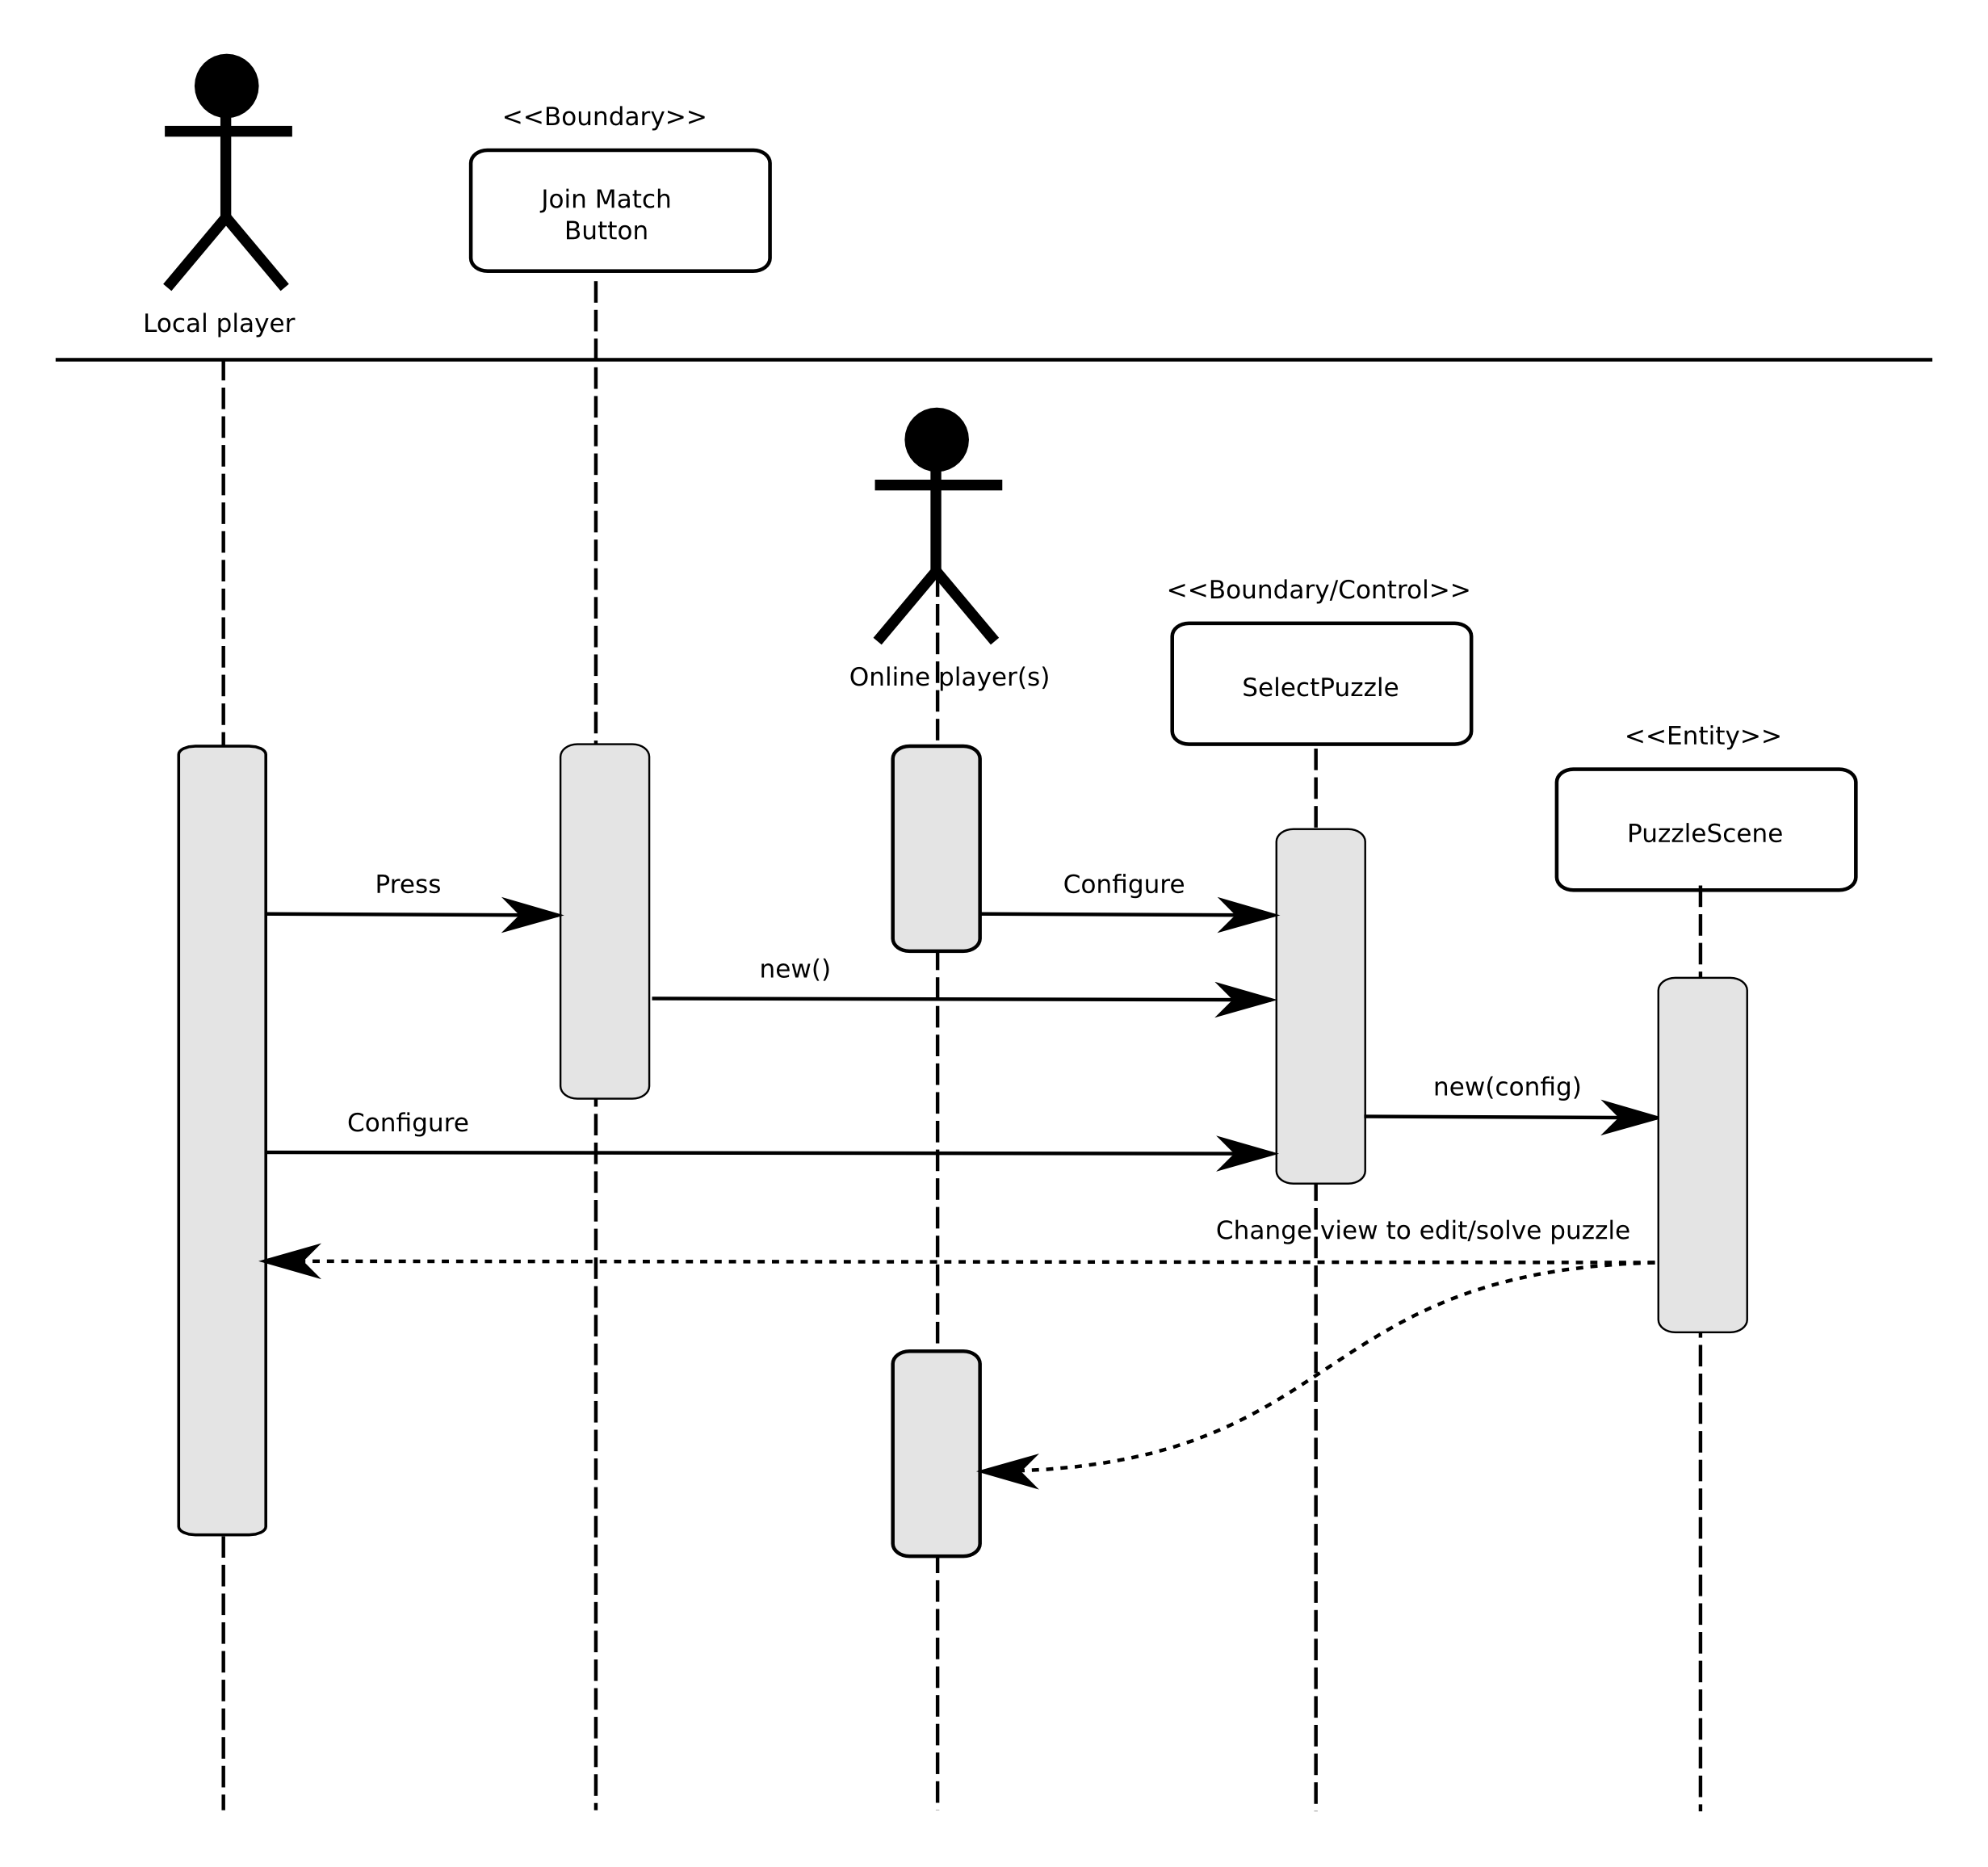 <<Boundary>>
Join Match
Button
Local player
<<Boundary/Control>>
Online player(s)
SelectPuzzle
<<Entity>>
PuzzleScene
Press
Configure
new()
new(config)
Configure
Change view to edit/solve puzzle